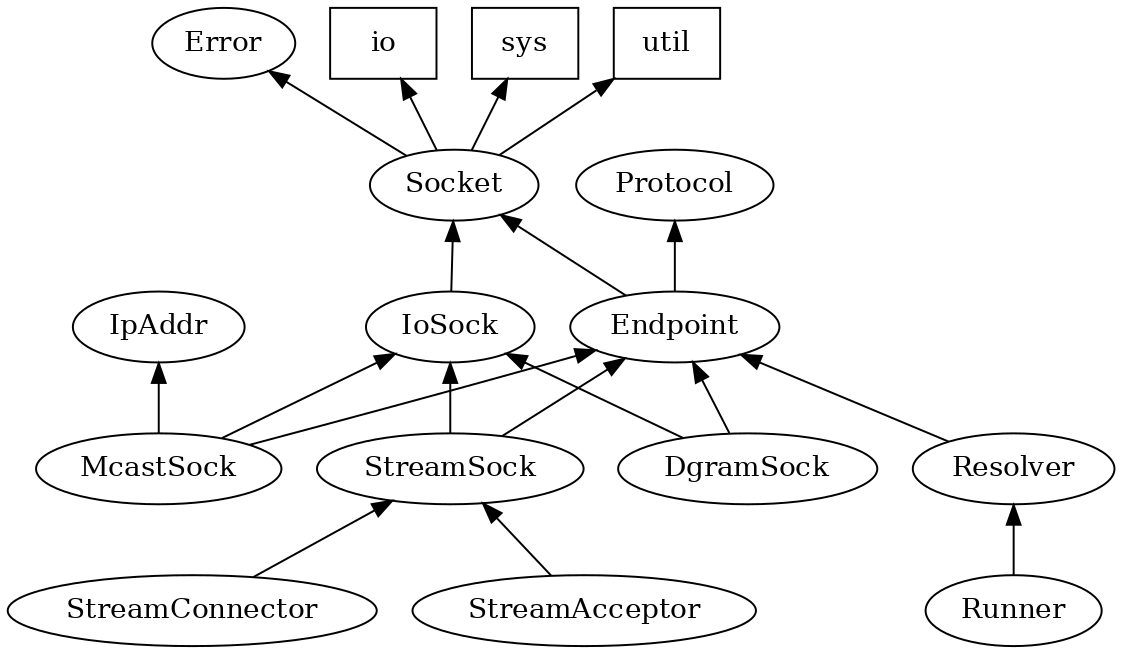 Error
io
sys
util
Socket
Protocol
IpAddr
IoSock
Endpoint
McastSock
StreamSock
DgramSock
Resolver
StreamConnector
StreamAcceptor
Runner